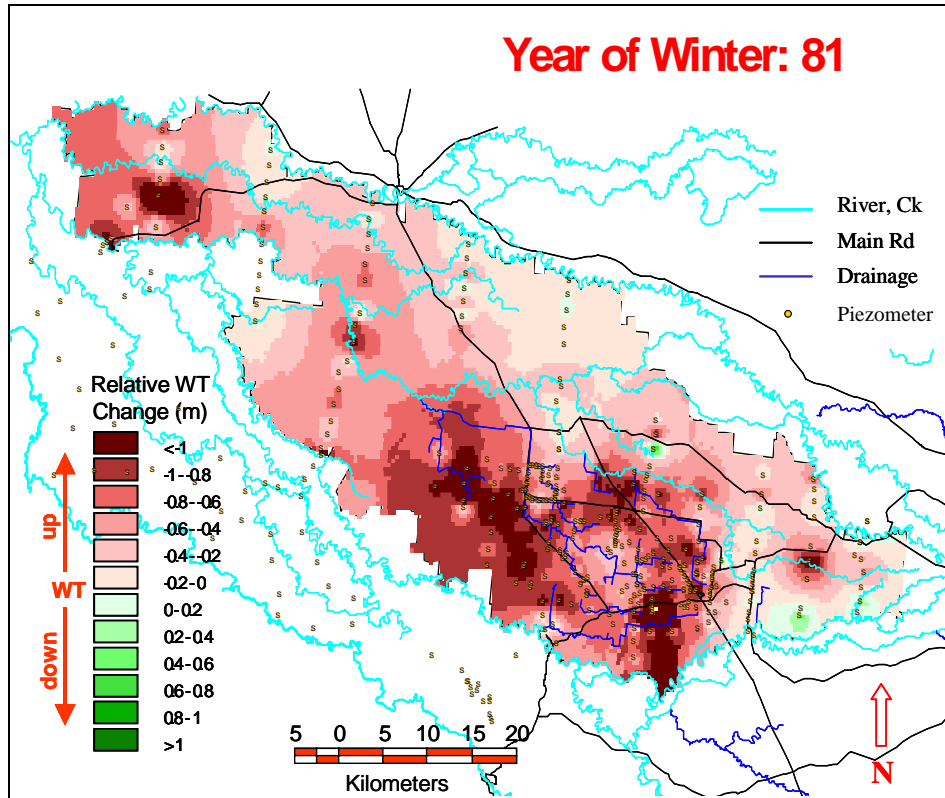 Year of Winter: 81
River, Ck
Main Rd
Drainage
Piezometer
Relative WT
Change (m)
<-1
-1--0.8
-0.8--0.6
-0.6--0.4
-0.4--0.2
-0.2-0
0-0.2
0.2-0.4
0.4-0.6
0.6-0.8
0.8-1
>1
up
WT
down
5 0 5 10 15 20
Kilometers
N